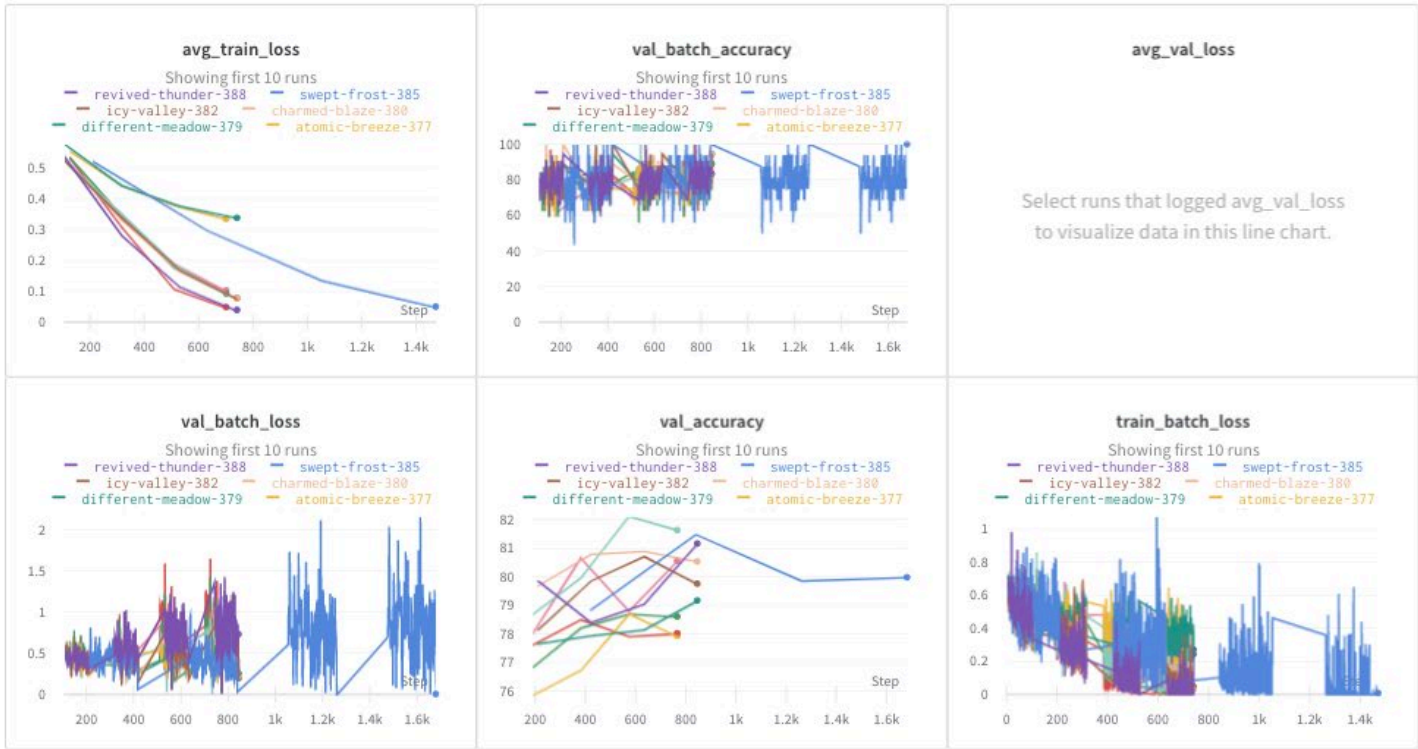 avg_train_loss
Showing first 10 runs
revived-thunder-388 swept-frost-385
icy-valley-382 charmed-blaze-380
different-meadow-379 atomic-breeze-377
0.5
0.4
0.3
0.2
0.1
0
Step
200 400 600 800 1k 1.2k 1.4k
val_batch_accuracy
Showing first 10 runs
revived-thunder-388 swept-frost-385
icy-valley-382 charmed-blaze-380
different-meadow-379 atomic-breeze-377
100
80
60
40
20
0
Step
200 400 600 800 1k 1.2k 1.4k 1.6k
avg_val_loss
Select runs that logged avg_val_loss
to visualize data in this line chart.
val_batch_loss
Showing first 10 runs
revived-thunder-388 swept-frost-385
icy-valley-382 charmed-blaze-380
different-meadow-379 atomic-breeze-377
2
1.5
1
0.5
0
Step
200 400 600 800 1k 1.2k 1.4k 1.6k
val_accuracy
Showing first 10 runs
revived-thunder-388 swept-frost-385
icy-valley-382 charmed-blaze-380
different-meadow-379 atomic-breeze-377
82
81
80
79
78
77
76
Step
200 400 600 800 1k 1.2k 1.4k 1.6k
train_batch_loss
Showing first 10 runs
revived-thunder-388 swept-frost-385
icy-valley-382 charmed-blaze-380
different-meadow-379 atomic-breeze-377
1
0.8
0.6
0.4
0.2
0
0 200 400 600 800 1k 1.2k 1.4k